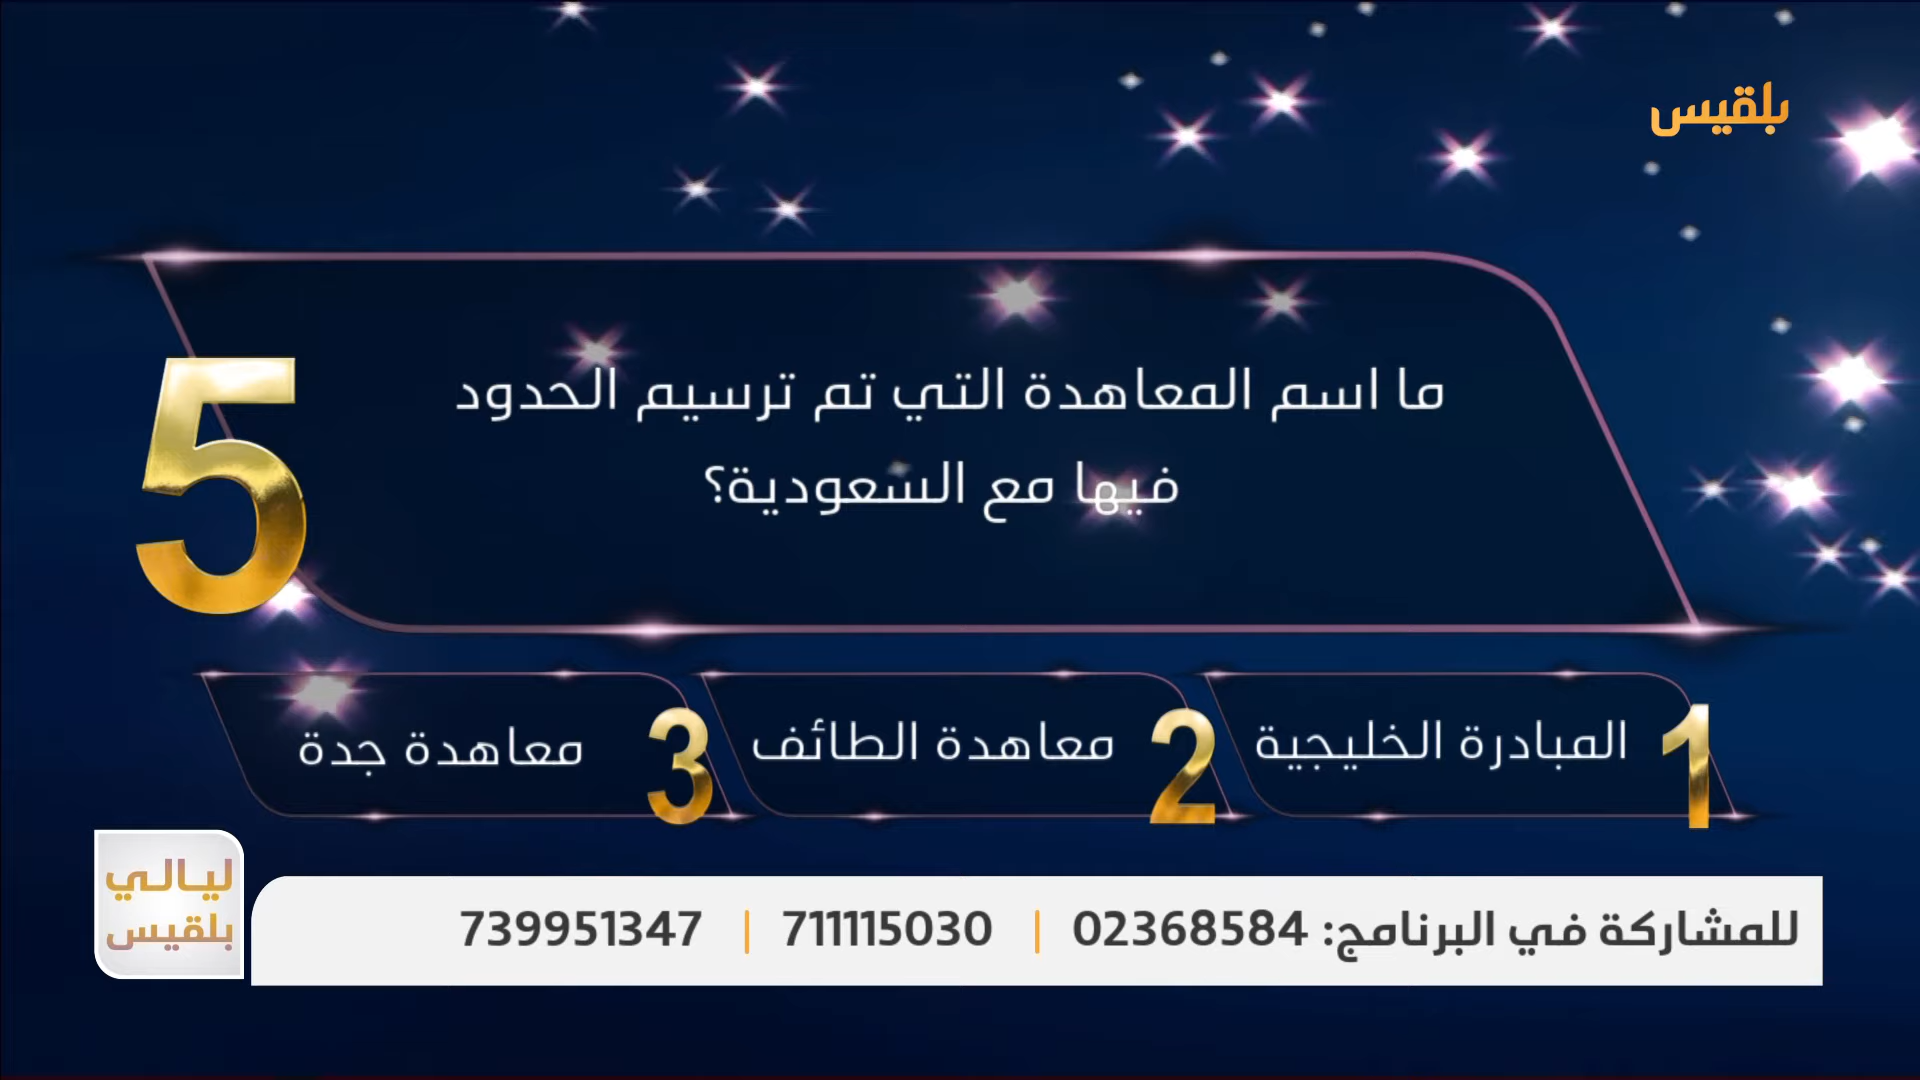 بلقيس
ما اسم المعاهدة التي تم ترسيم الحدود
فيها مع السعودية؟
5
1 المبادرة الخليجية
2 معاهدة الطائف
3 معاهدة جدة
ليالي
بلقيس
للمشاركة في البرنامج: 02368584 | 711115030 | 739951347